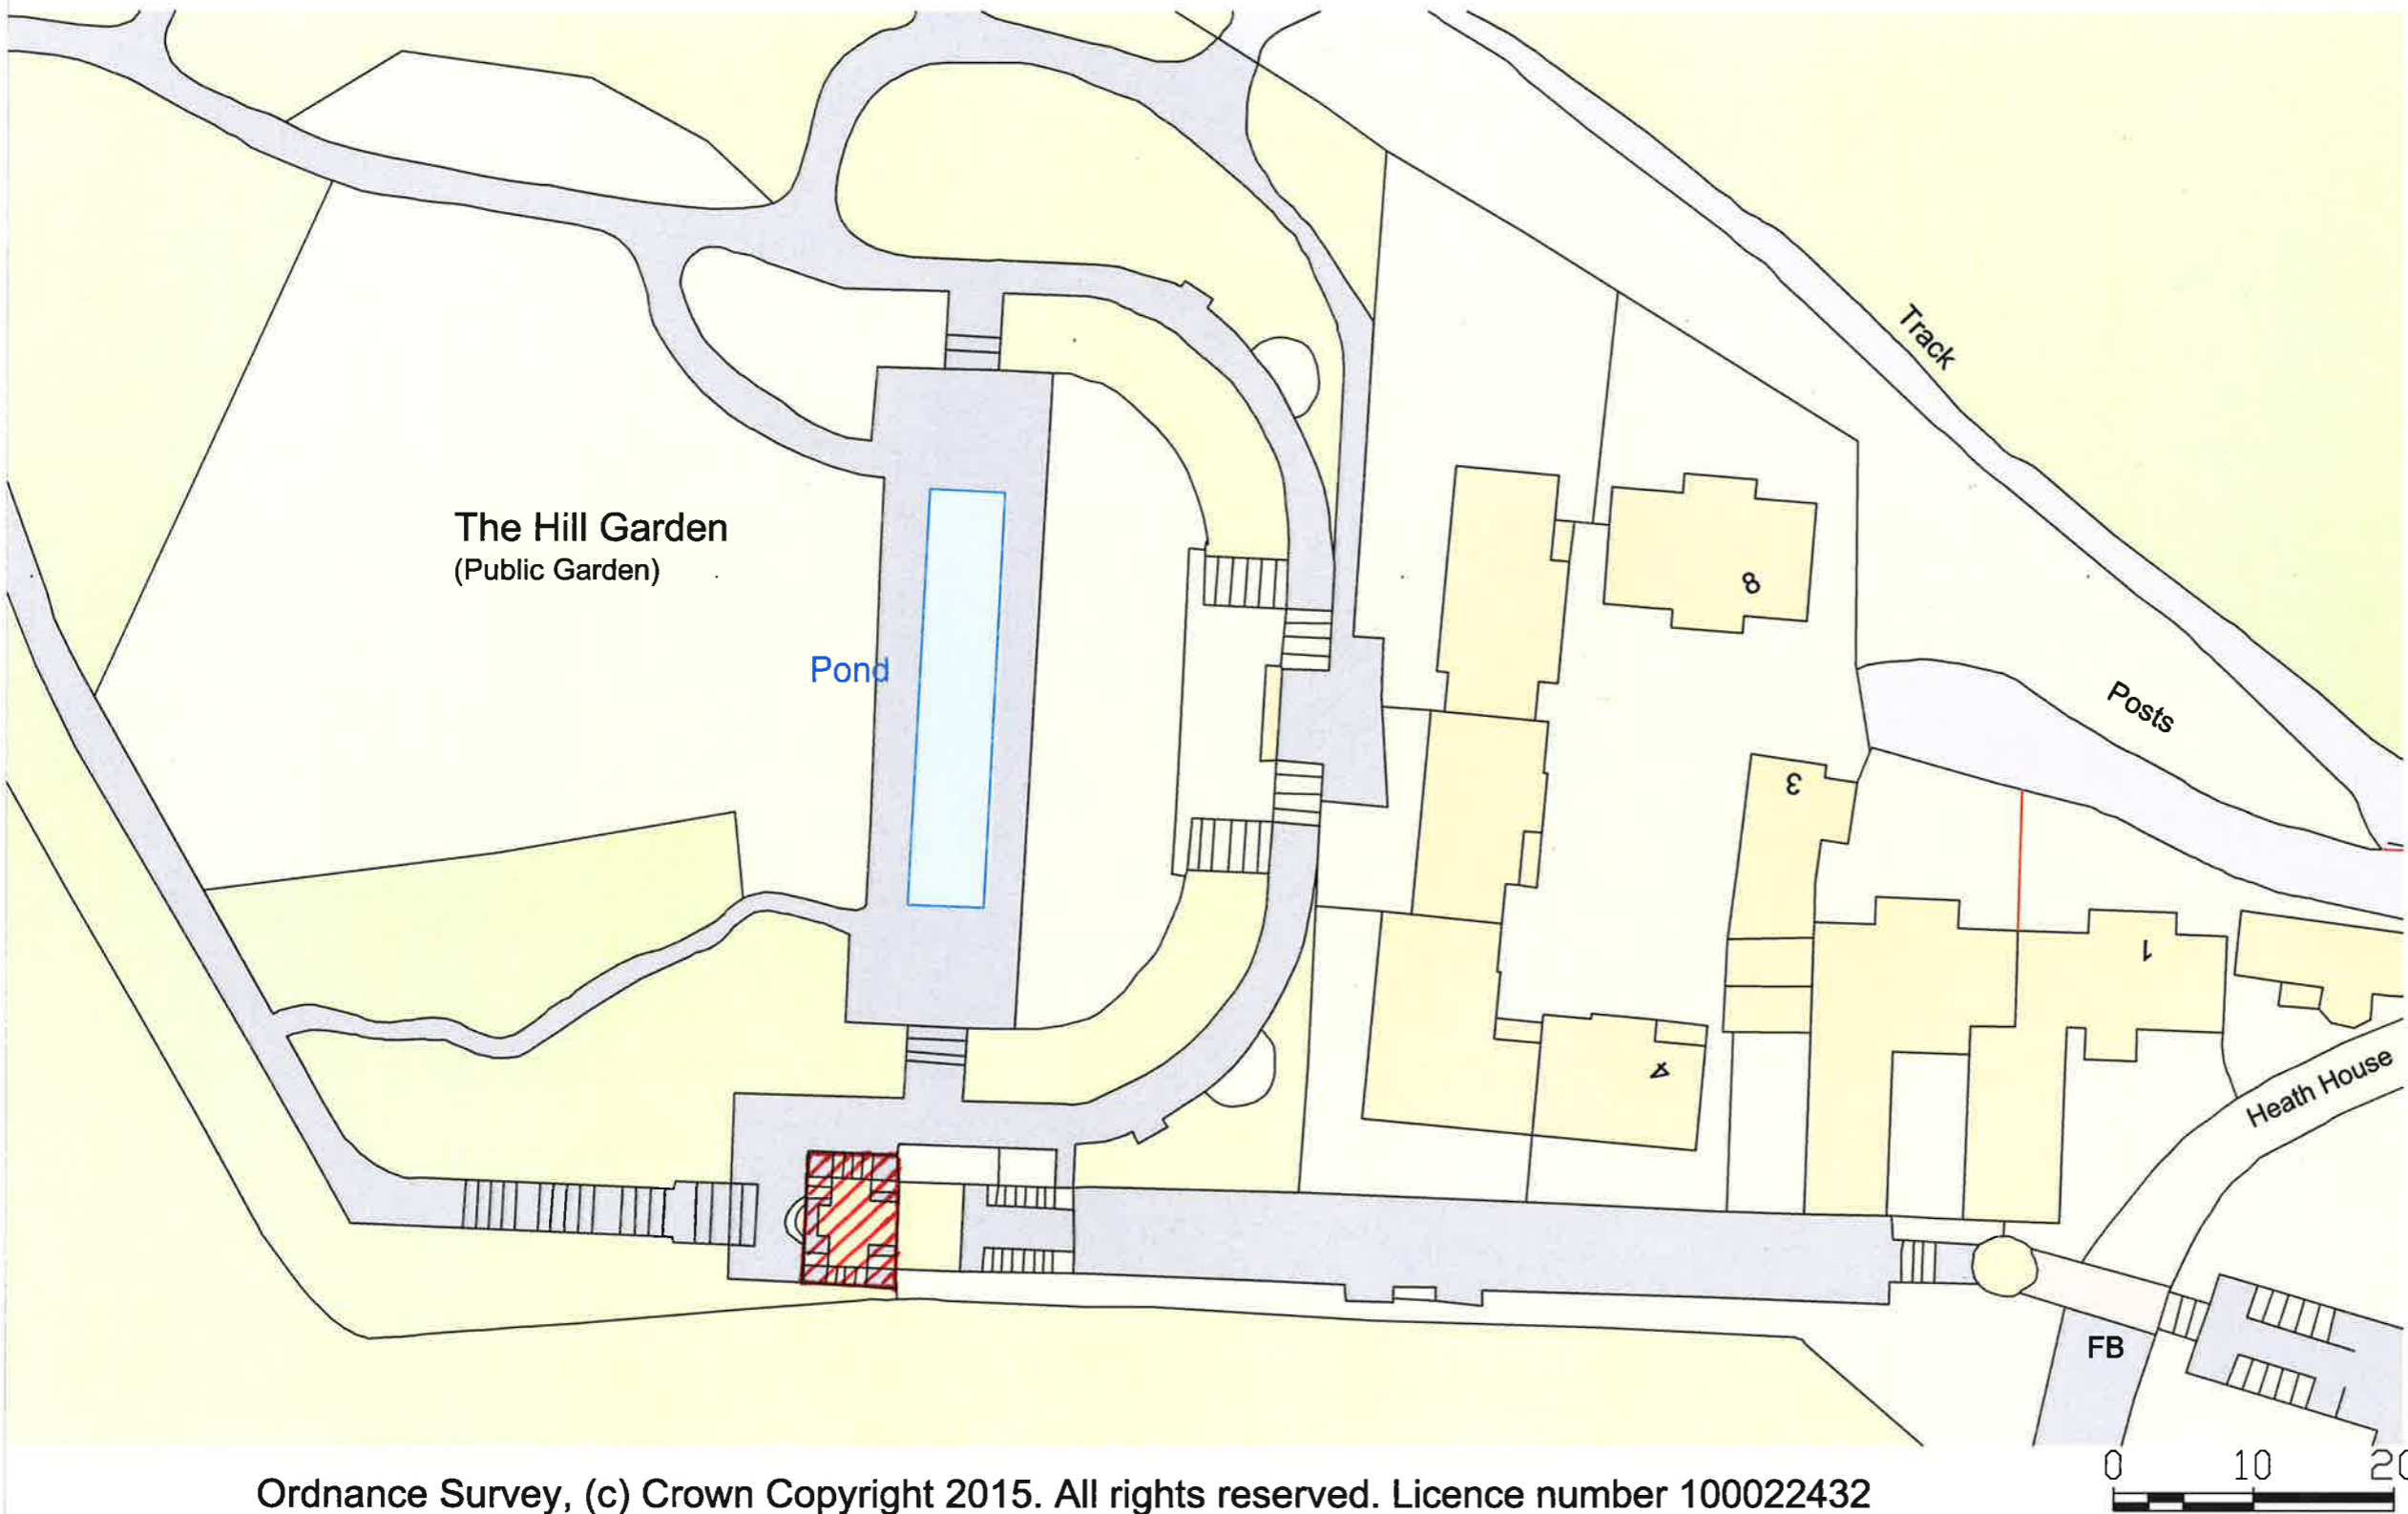 Track
The Hill Garden
(Public Garden)
8
Pond
Posts
3
1
4
Heath House
FB
0 10 20
Ordnance Survey, (c) Crown Copyright 2015. All rights reserved. Licence number 100022432